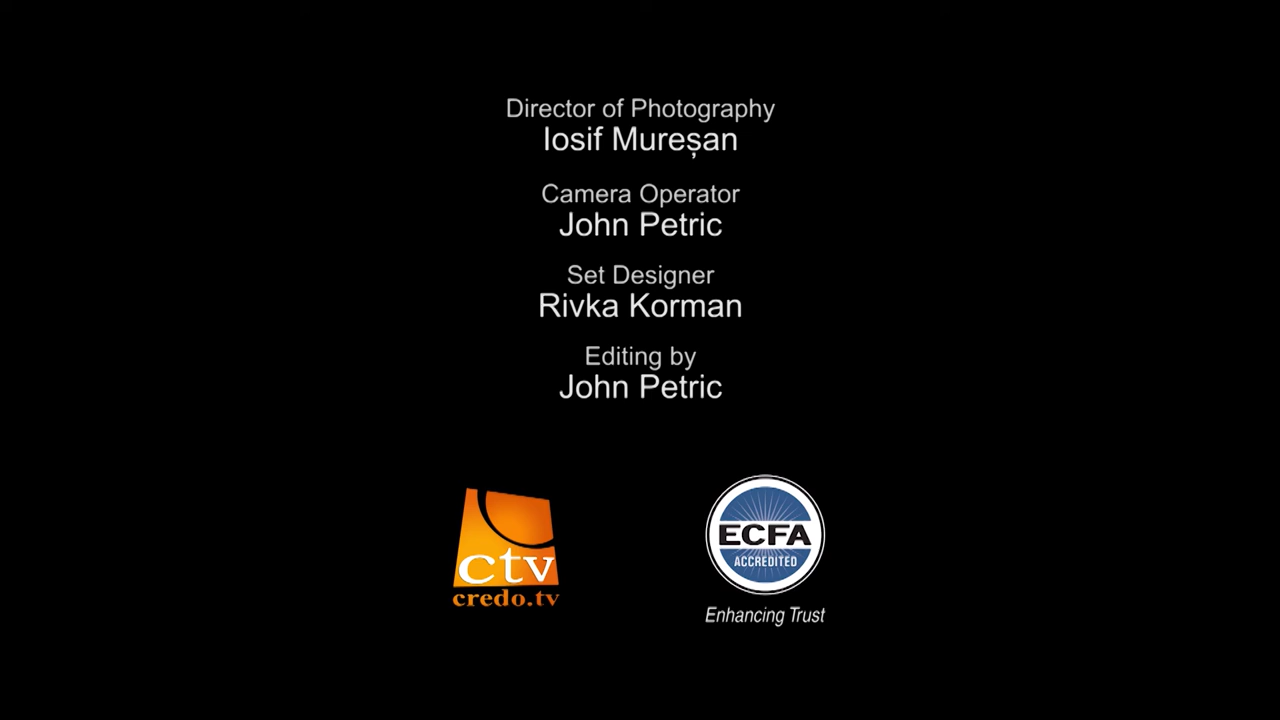 Director of Photography
Iosif Mureșan
Camera Operator
John Petric
Set Designer
Rivka Korman
Editing by
John Petric
ctv
credo.tv
ECFA
ACCREDITED
Enhancing Trust